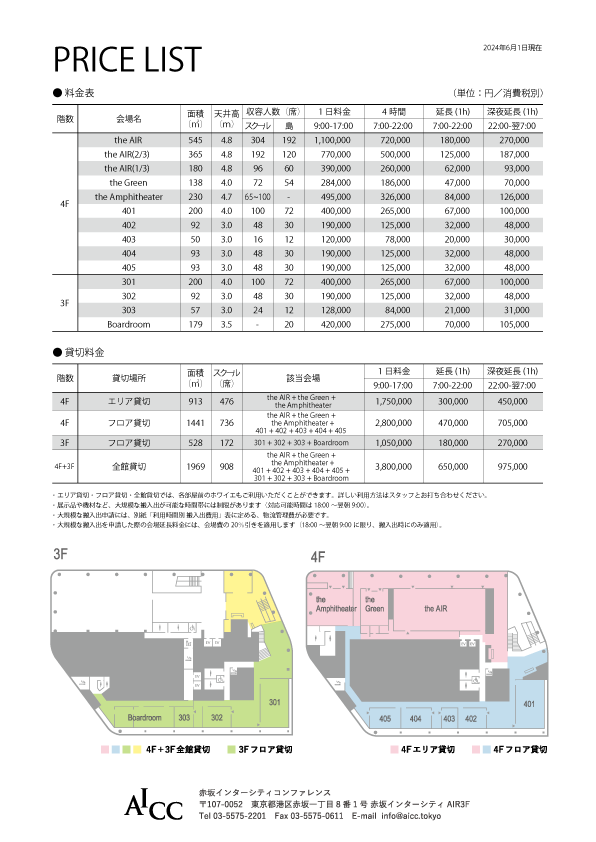 PRICE LIST
2024年6月1日現在
● 料金表 （単位：円／消費税別）
階数 会場名 面積（㎡） 天井高（m） 収容人数（席） 1日料金 4時間 延長（1h） 深夜延長（1h）
スクール 島 9:00-17:00 7:00-22:00 7:00-22:00 22:00-翌7:00
4F
the AIR 545 4.8 304 192 1,100,000 720,000 180,000 270,000
the AIR(2/3) 365 4.8 192 120 770,000 500,000 125,000 187,000
the AIR(1/3) 180 4.8 96 60 390,000 260,000 62,000 93,000
the Green 138 4.0 72 54 284,000 186,000 47,000 70,000
the Amphitheater 230 4.7 65~100 - 495,000 326,000 84,000 126,000
401 200 4.0 100 72 400,000 265,000 67,000 100,000
402 92 3.0 48 30 190,000 125,000 32,000 48,000
403 50 3.0 16 12 120,000 78,000 20,000 30,000
404 93 3.0 48 30 190,000 125,000 32,000 48,000
405 93 3.0 48 30 190,000 125,000 32,000 48,000
3F
301 200 4.0 100 72 400,000 265,000 67,000 100,000
302 92 3.0 48 30 190,000 125,000 32,000 48,000
303 57 3.0 24 12 128,000 84,000 21,000 31,000
Boardroom 179 3.5 - 20 420,000 275,000 70,000 105,000
● 貸切料金
階数 貸切場所 面積（㎡） スクール（席） 該当会場 1日料金 延長（1h） 深夜延長（1h）
9:00-17:00 7:00-22:00 22:00-翌7:00
4F エリア貸切 913 476 the AIR + the Green + the Amphitheater 1,750,000 300,000 450,000
4F フロア貸切 1441 736 the AIR + the Green + the Amphitheater + 401 + 402 + 403 + 404 + 405 2,800,000 470,000 705,000
3F フロア貸切 528 172 301 + 302 + 303 + Boardroom 1,050,000 180,000 270,000
4F+3F 全館貸切 1969 908 the AIR + the Green + the Amphitheater + 401 + 402 + 403 + 404 + 405 + 301 + 302 + 303 + Boardroom 3,800,000 650,000 975,000
・エリア貸切・フロア貸切・全館貸切では、各部屋前のホワイエもご利用いただくことができます。詳しい利用方法はスタッフとお打ち合わせください。
・展示品や機材など、大規模な搬入出が可能な時間帯には制限があります（対応可能時間は 18:00 ～翌朝 9:00）。
・大規模な搬入出申請には、別紙「利用時間別 搬入出費用」表に定める、物流管理費が必要です。
・大規模な搬入出を申請した際の会場延長料金には、会場費の 20％引きを適用します（18:00 ～翌朝 9:00 に限り、搬入出時にのみ適用）。
3F
301
Boardroom 303 302
4F+3F 全館貸切 3Fフロア貸切
4F
the Amphitheater
the Green
the AIR
401
405 404 403 402
4Fエリア貸切 4Fフロア貸切
AICC
赤坂インターシティコンファレンス
〒107-0052 東京都港区赤坂一丁目8番1号 赤坂インターシティAIR3F
Tel 03-5575-2201 Fax 03-5575-0611 E-mail info@aicc.tokyo